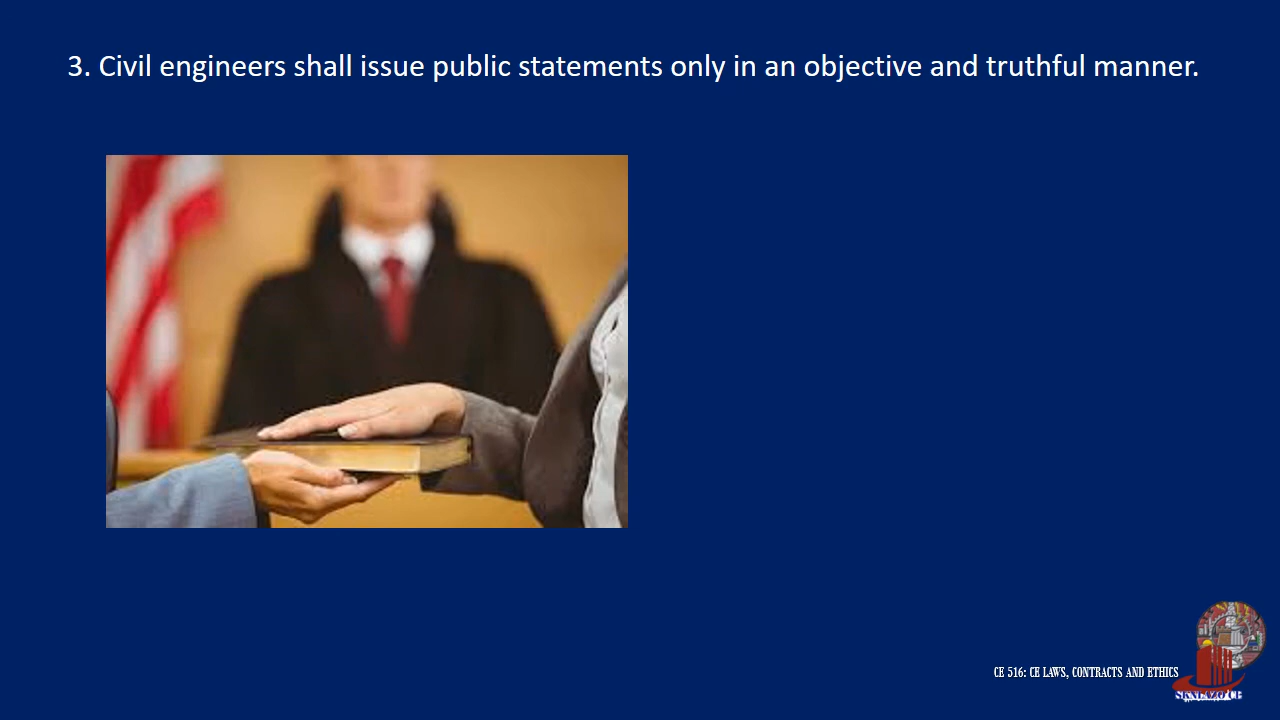 3. Civil engineers shall issue public statements only in an objective and truthful manner.
CE 516: CE LAWS, CONTRACTS AND ETHICS